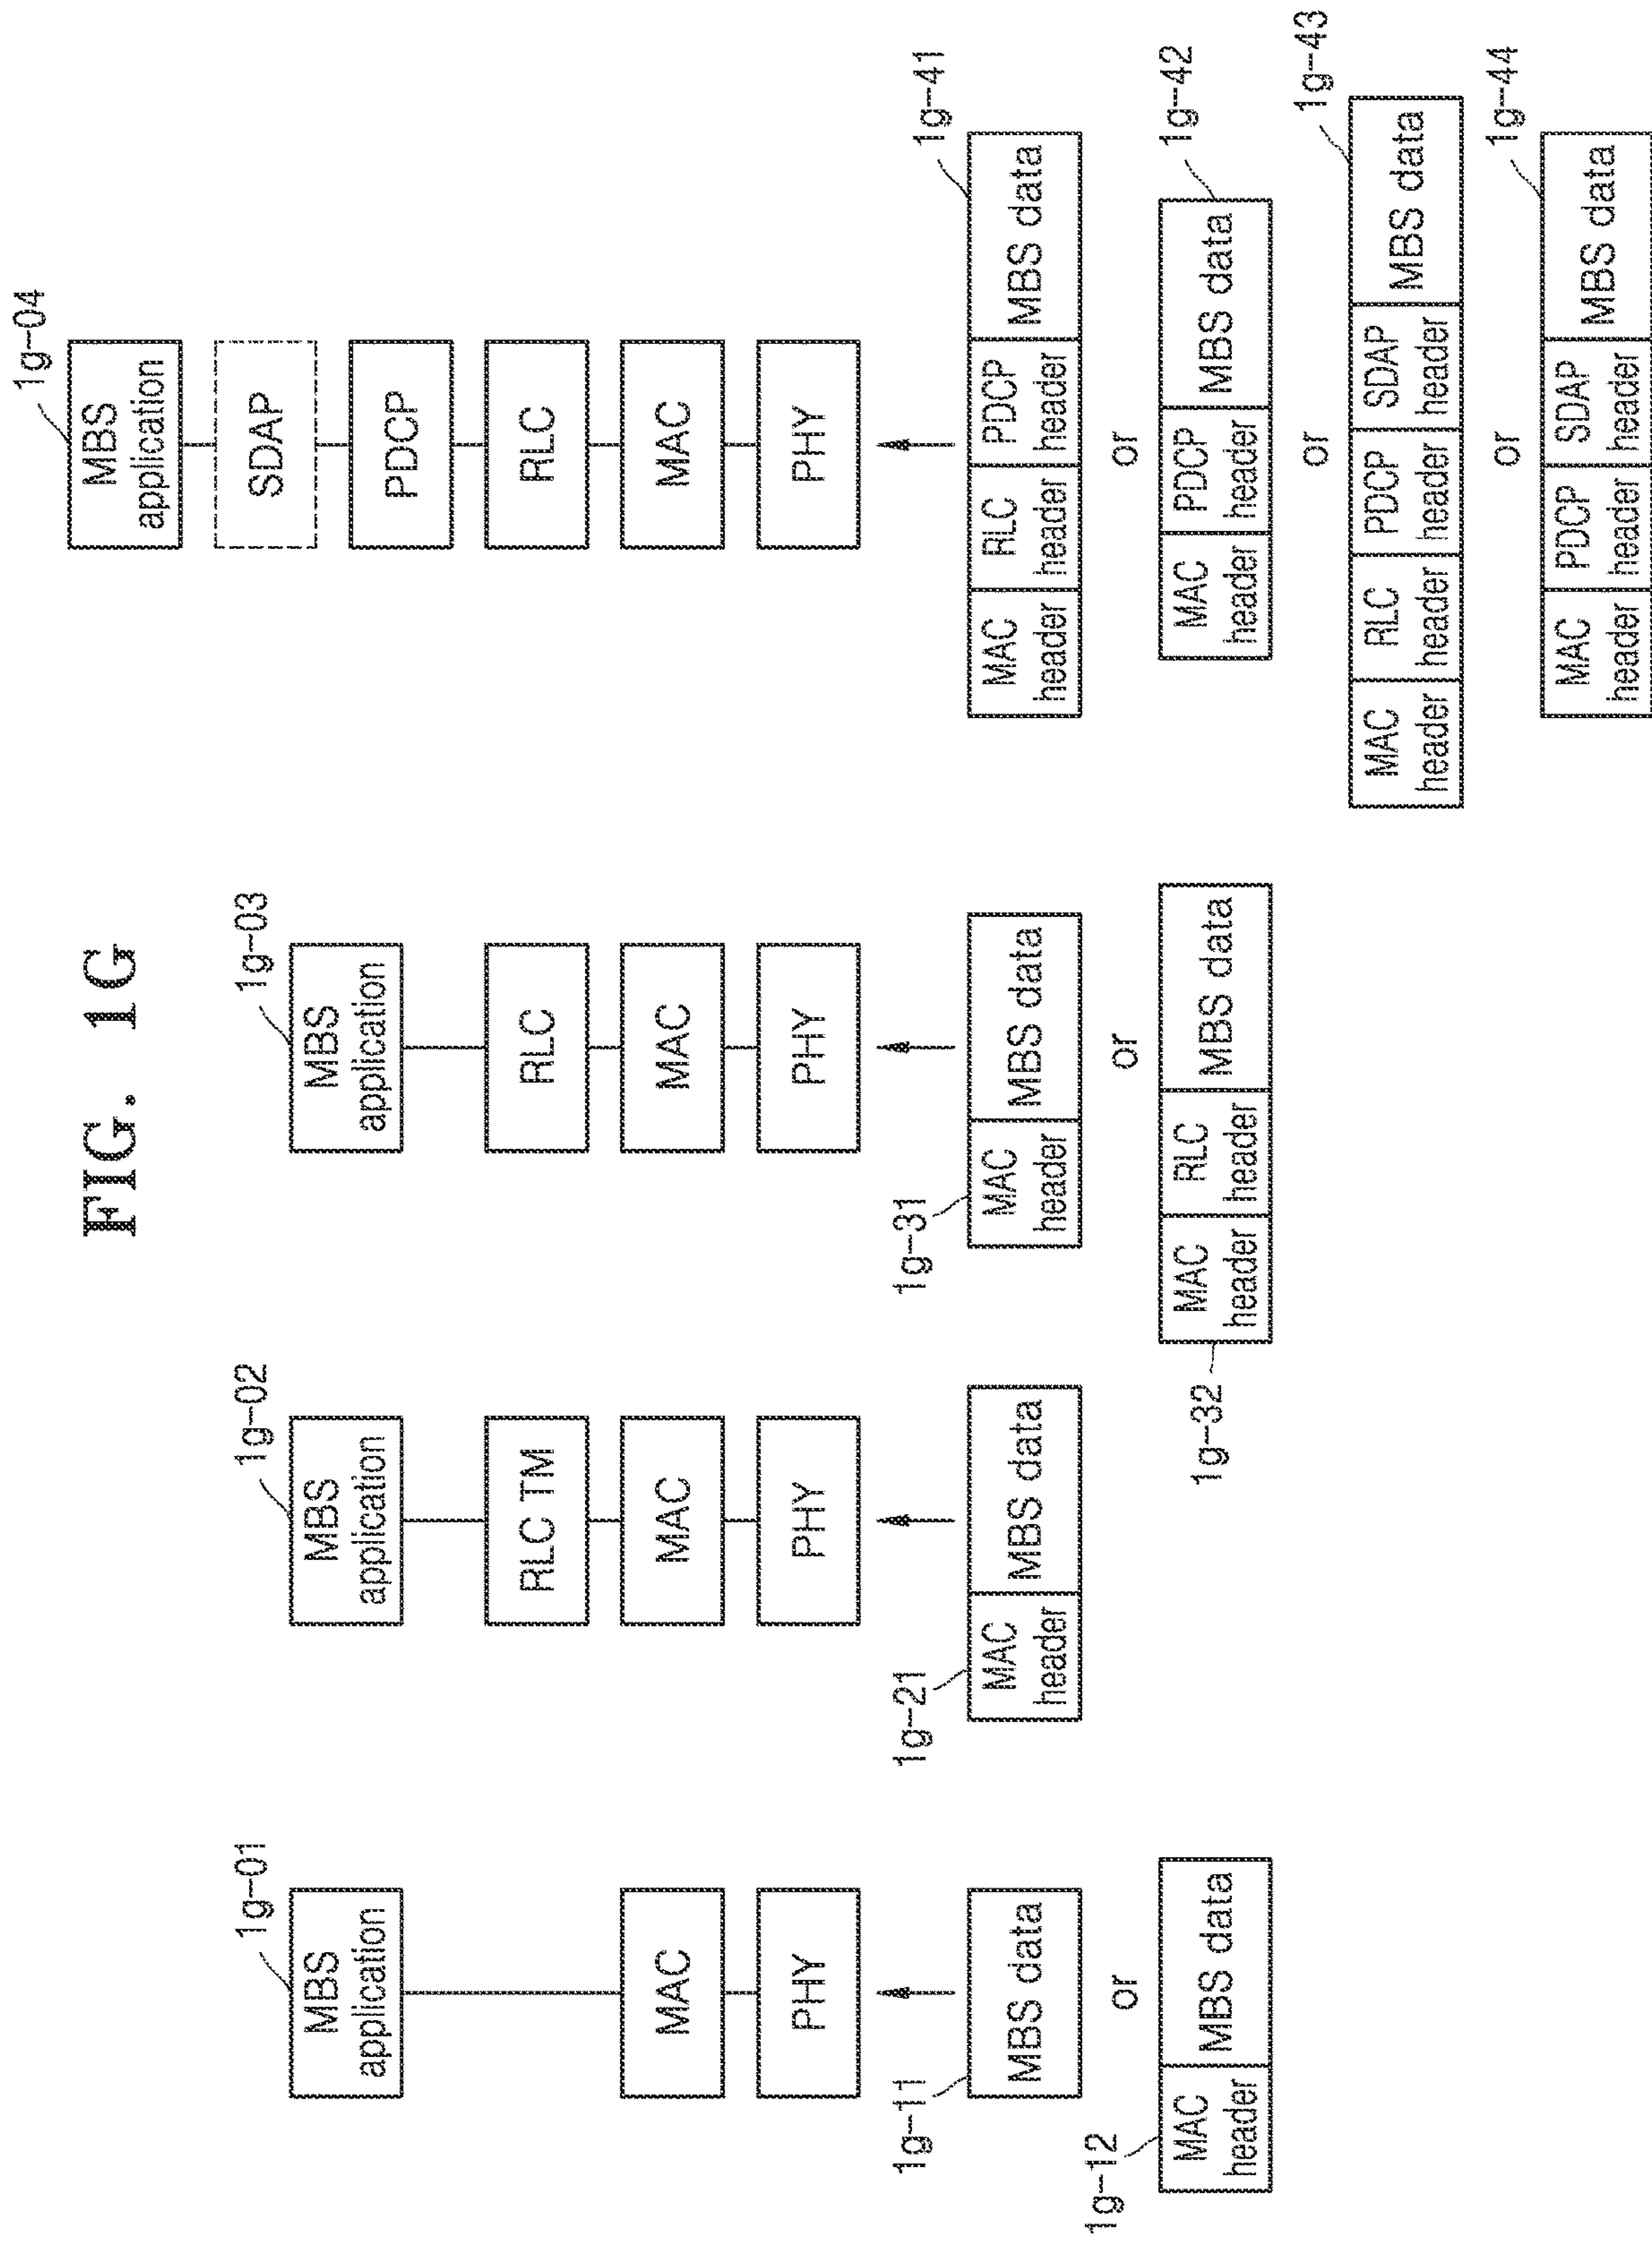 FIG. 1G
1g-01
MBS
application
MAC
PHY
1g-11
MBS data
or
1g-12
MAC
header
MBS data
1g-02
MBS
application
RLC TM
MAC
PHY
1g-21
MAC
header
MBS data
1g-03
MBS
application
RLC
MAC
PHY
1g-31
MAC
header
MBS data
or
1g-32
MAC
header
RLC
header
MBS data
1g-04
MBS
application
SDAP
PDCP
RLC
MAC
PHY
1g-41
MAC
header
RLC
header
PDCP
header
MBS data
or
1g-42
MAC
header
PDCP
header
MBS data
or
1g-43
MAC
header
RLC
header
PDCP
header
SDAP
header
MBS data
or
1g-44
MAC
header
PDCP
header
SDAP
header
MBS data